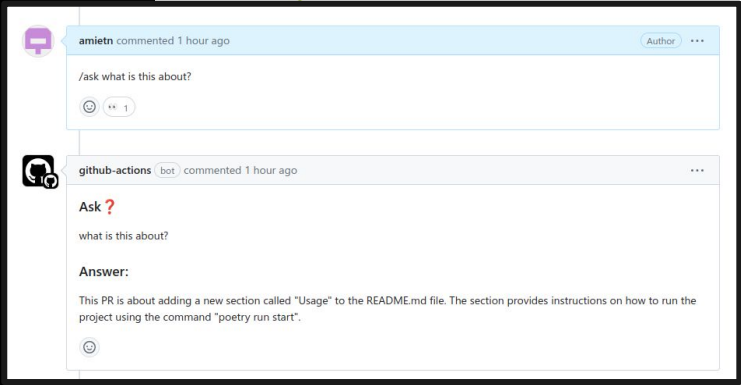 amietn commented 1 hour ago
Author
/ask what is this about?
1
github-actions bot commented 1 hour ago
Ask❓
what is this about?
Answer:
This PR is about adding a new section called "Usage" to the README.md file. The section provides instructions on how to run the
project using the command "poetry run start".